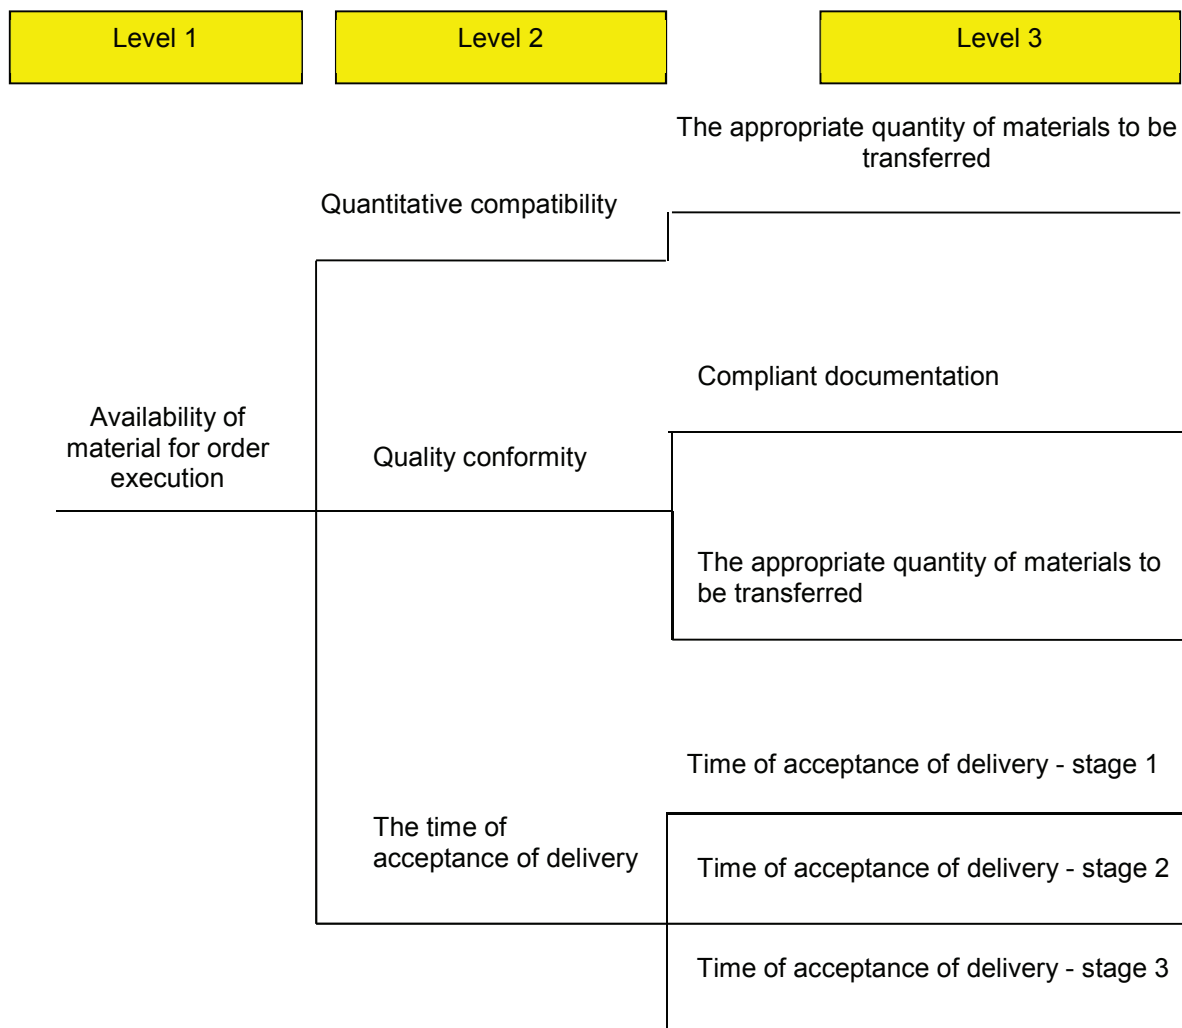 Level 1
Level 2
Level 3
The appropriate quantity of materials to be
transferred
Quantitative compatibility
Compliant documentation
Availability of
material for order
execution
Quality conformity
The appropriate quantity of materials to
be transferred
Time of acceptance of delivery - stage 1
The time of
acceptance of delivery
Time of acceptance of delivery - stage 2
Time of acceptance of delivery - stage 3